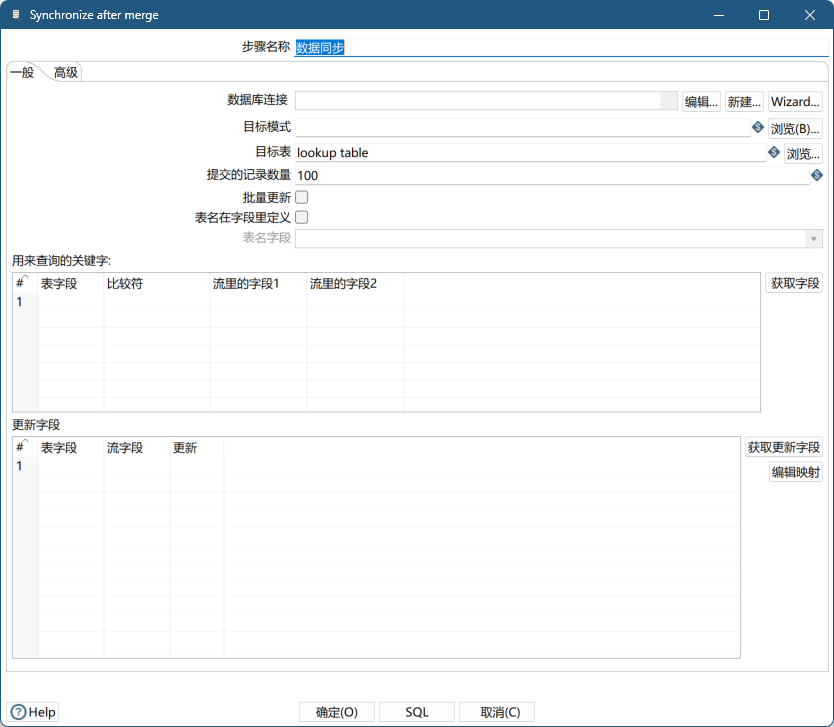 Synchronize after merge
步骤名称 数据同步
一般 高级
数据库连接 编辑... 新建... Wizard...
目标模式 浏览(B)...
目标表 lookup table 浏览...
提交的记录数量 100
批量更新
表名在字段里定义
表名字段
用来查询的关键字:
# 表字段 比较符 流里的字段1 流里的字段2 获取字段
1
更新字段
# 表字段 流字段 更新 获取更新字段
1 编辑映射
Help 确定(O) SQL 取消(C)